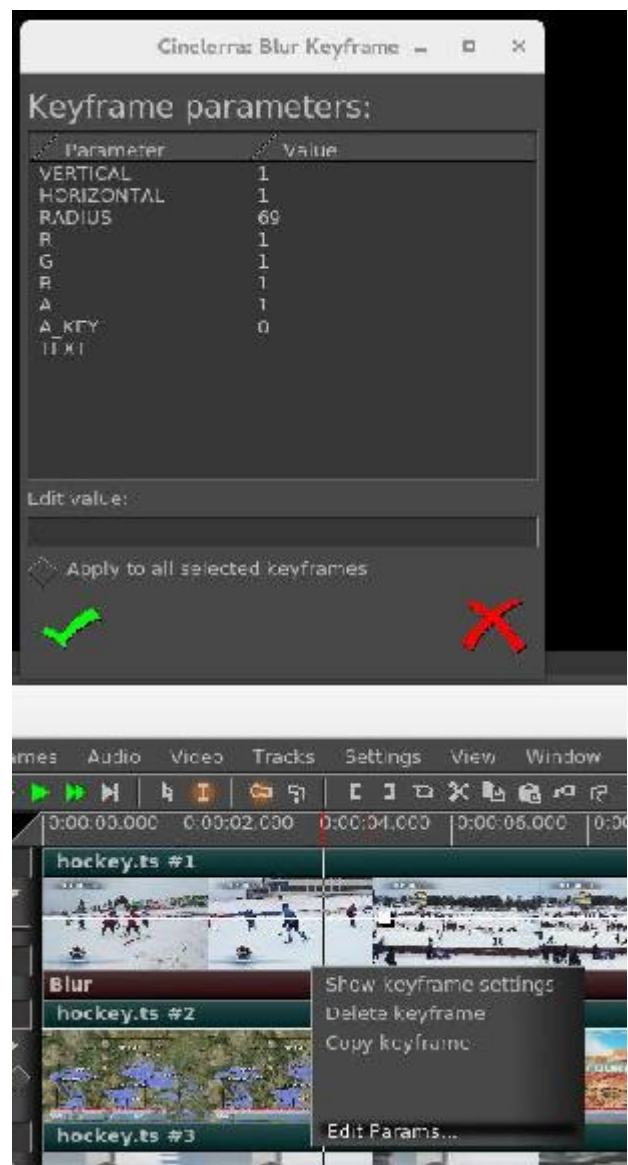 Cinelerra: Blur Keyframe
Keyframe parameters:
Parameter Value
VERTICAL 1
HORIZONTAL 1
RADIUS 69
R 1
G 1
B 1
A 1
A_KEY 0
TEXT
Edit value:
Apply to all selected keyframes
mes Audio Video Tracks Settings View Window
0:00:00.000 0:00:02.000 0:00:04.000 0:00:06.000 0:00
hockey.ts #1
Blur
Show keyframe settings
hockey.ts #2
Delete keyframe
Copy keyframe
Edit Params...
hockey.ts #3